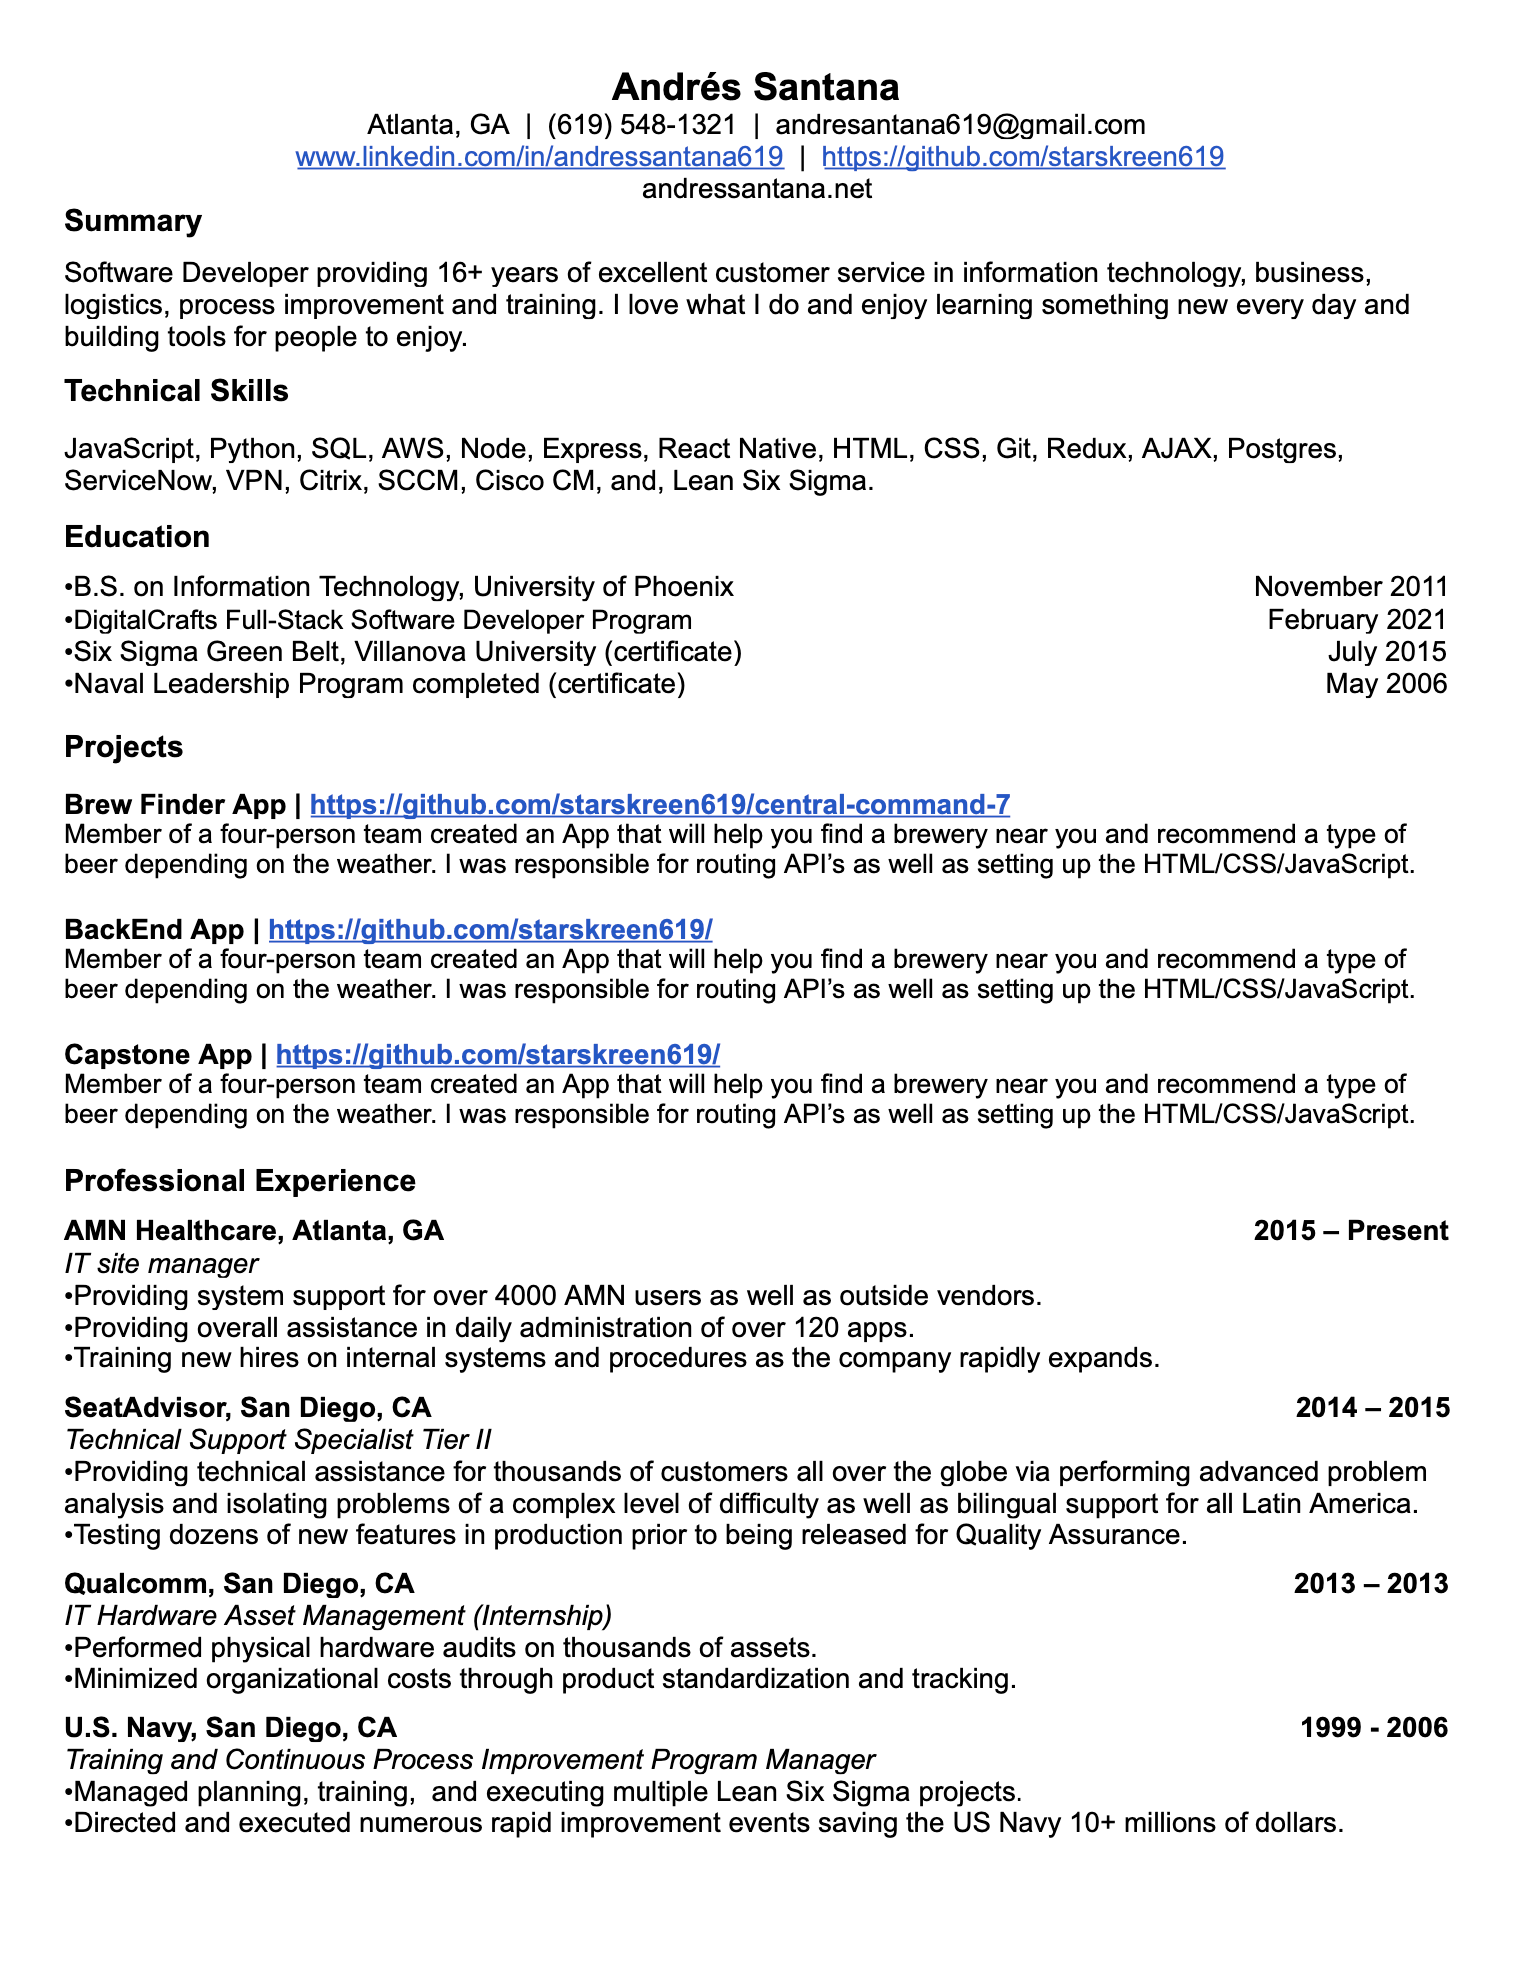 Andrés Santana
Atlanta, GA | (619) 548-1321 | andresantana619@gmail.com
www.linkedin.com/in/andressantana619 | https://github.com/starskreen619
andressantana.net
Summary
Software Developer providing 16+ years of excellent customer service in information technology, business,
logistics, process improvement and training. I love what I do and enjoy learning something new every day and
building tools for people to enjoy.
Technical Skills
JavaScript, Python, SQL, AWS, Node, Express, React Native, HTML, CSS, Git, Redux, AJAX, Postgres,
ServiceNow, VPN, Citrix, SCCM, Cisco CM, and, Lean Six Sigma.
Education
•B.S. on Information Technology, University of Phoenix November 2011
•DigitalCrafts Full-Stack Software Developer Program February 2021
•Six Sigma Green Belt, Villanova University (certificate) July 2015
•Naval Leadership Program completed (certificate) May 2006
Projects
Brew Finder App | https://github.com/starskreen619/central-command-7
Member of a four-person team created an App that will help you find a brewery near you and recommend a type of
beer depending on the weather. I was responsible for routing API’s as well as setting up the HTML/CSS/JavaScript.
BackEnd App | https://github.com/starskreen619/
Member of a four-person team created an App that will help you find a brewery near you and recommend a type of
beer depending on the weather. I was responsible for routing API’s as well as setting up the HTML/CSS/JavaScript.
Capstone App | https://github.com/starskreen619/
Member of a four-person team created an App that will help you find a brewery near you and recommend a type of
beer depending on the weather. I was responsible for routing API’s as well as setting up the HTML/CSS/JavaScript.
Professional Experience
AMN Healthcare, Atlanta, GA 2015 – Present
IT site manager
•Providing system support for over 4000 AMN users as well as outside vendors.
•Providing overall assistance in daily administration of over 120 apps.
•Training new hires on internal systems and procedures as the company rapidly expands.
SeatAdvisor, San Diego, CA 2014 – 2015
Technical Support Specialist Tier II
•Providing technical assistance for thousands of customers all over the globe via performing advanced problem
analysis and isolating problems of a complex level of difficulty as well as bilingual support for all Latin America.
•Testing dozens of new features in production prior to being released for Quality Assurance.
Qualcomm, San Diego, CA 2013 – 2013
IT Hardware Asset Management (Internship)
•Performed physical hardware audits on thousands of assets.
•Minimized organizational costs through product standardization and tracking.
U.S. Navy, San Diego, CA 1999 - 2006
Training and Continuous Process Improvement Program Manager
•Managed planning, training,  and executing multiple Lean Six Sigma projects.
•Directed and executed numerous rapid improvement events saving the US Navy 10+ millions of dollars.